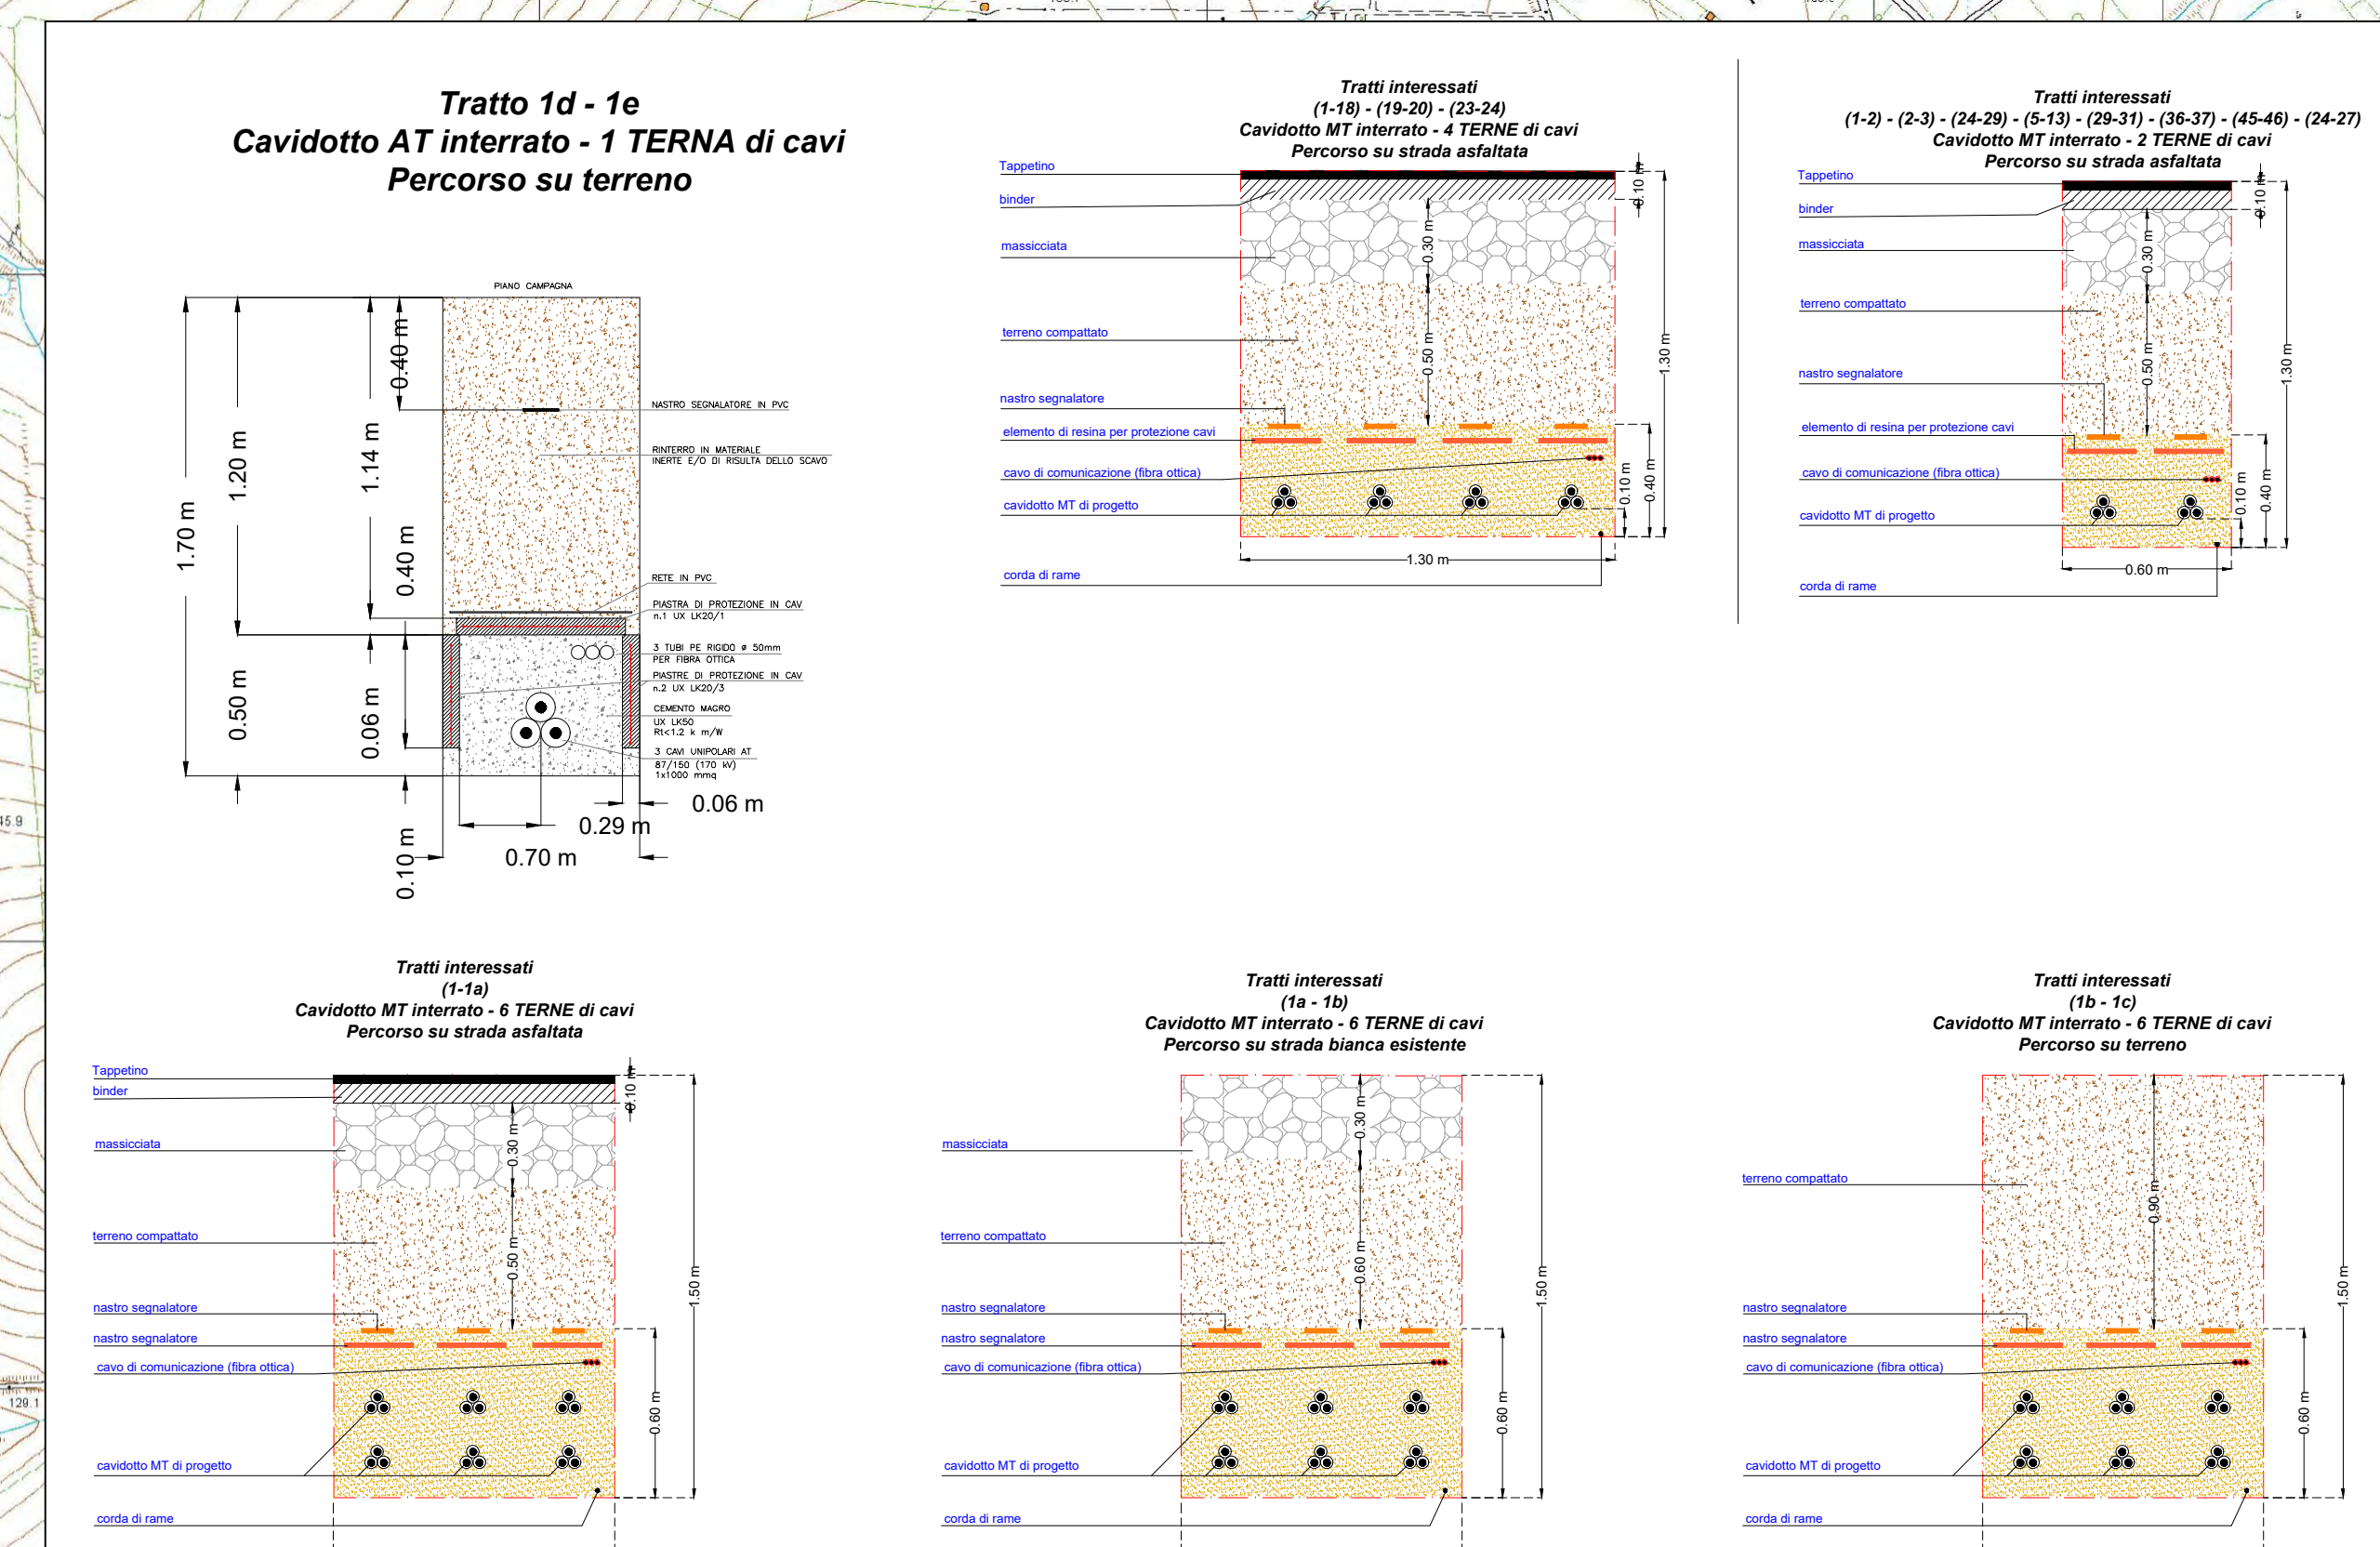 Tratto 1d - 1e
Cavidotto AT interrato - 1 TERNA di cavi
Percorso su terreno
PIANO CAMPAGNA
0.40 m
1.20 m
1.14 m
1.70 m
0.40 m
0.50 m
0.06 m
0.10 m
NASTRO SEGNALATORE IN PVC
RINTERRO IN MATERIALE
INERTE E/O DI RISULTA DELLO SCAVO
RETE IN PVC
PIASTRA DI PROTEZIONE IN CAV
n.1 UX LK20/1
3 TUBI PE RIGIDO ø 50mm
PER FIBRA OTTICA
PIASTRE DI PROTEZIONE IN CAV
n.2 UX LK20/3
CEMENTO MAGRO
UX LK50
Rt<1.2 k m/W
3 CAVI UNIPOLARI AT
87/150 (170 kV)
1x1000 mmq
0.06 m
0.29 m
0.70 m
Tratti interessati
(1-18) - (19-20) - (23-24)
Cavidotto MT interrato - 4 TERNE di cavi
Percorso su strada asfaltata
Tappetino
binder
massicciata
terreno compattato
nastro segnalatore
elemento di resina per protezione cavi
cavo di comunicazione (fibra ottica)
cavidotto MT di progetto
corda di rame
0.10 m
0.30 m
0.50 m
1.30 m
0.10 m
0.40 m
1.30 m
Tratti interessati
(1-2) - (2-3) - (24-29) - (5-13) - (29-31) - (36-37) - (45-46) - (24-27)
Cavidotto MT interrato - 2 TERNE di cavi
Percorso su strada asfaltata
Tappetino
binder
massicciata
terreno compattato
nastro segnalatore
elemento di resina per protezione cavi
cavo di comunicazione (fibra ottica)
cavidotto MT di progetto
corda di rame
0.10 m
0.30 m
0.50 m
1.30 m
0.10 m
0.40 m
0.60 m
45.9
129.1
Tratti interessati
(1-1a)
Cavidotto MT interrato - 6 TERNE di cavi
Percorso su strada asfaltata
Tappetino
binder
massicciata
terreno compattato
nastro segnalatore
nastro segnalatore
cavo di comunicazione (fibra ottica)
cavidotto MT di progetto
corda di rame
0.10 m
0.30 m
0.50 m
1.50 m
0.60 m
Tratti interessati
(1a - 1b)
Cavidotto MT interrato - 6 TERNE di cavi
Percorso su strada bianca esistente
massicciata
terreno compattato
nastro segnalatore
nastro segnalatore
cavo di comunicazione (fibra ottica)
cavidotto MT di progetto
corda di rame
0.30 m
0.60 m
1.50 m
0.60 m
Tratti interessati
(1b - 1c)
Cavidotto MT interrato - 6 TERNE di cavi
Percorso su terreno
terreno compattato
nastro segnalatore
nastro segnalatore
cavo di comunicazione (fibra ottica)
cavidotto MT di progetto
corda di rame
0.90 m
1.50 m
0.60 m